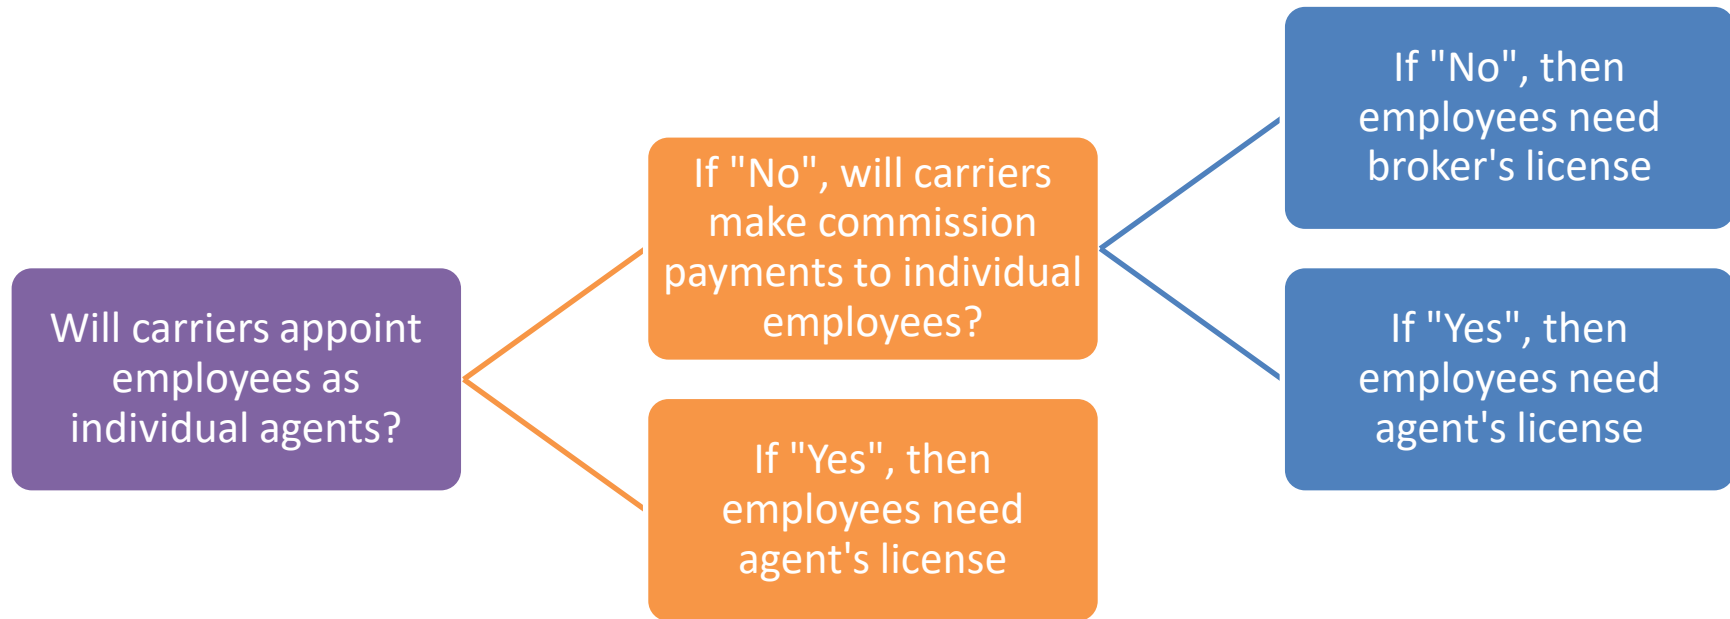 Will carriers appoint
employees as
individual agents?
If "No", will carriers
make commission
payments to individual
employees?
If "No", then
employees need
broker's license
If "Yes", then
employees need
agent's license
If "Yes", then
employees need
agent's license